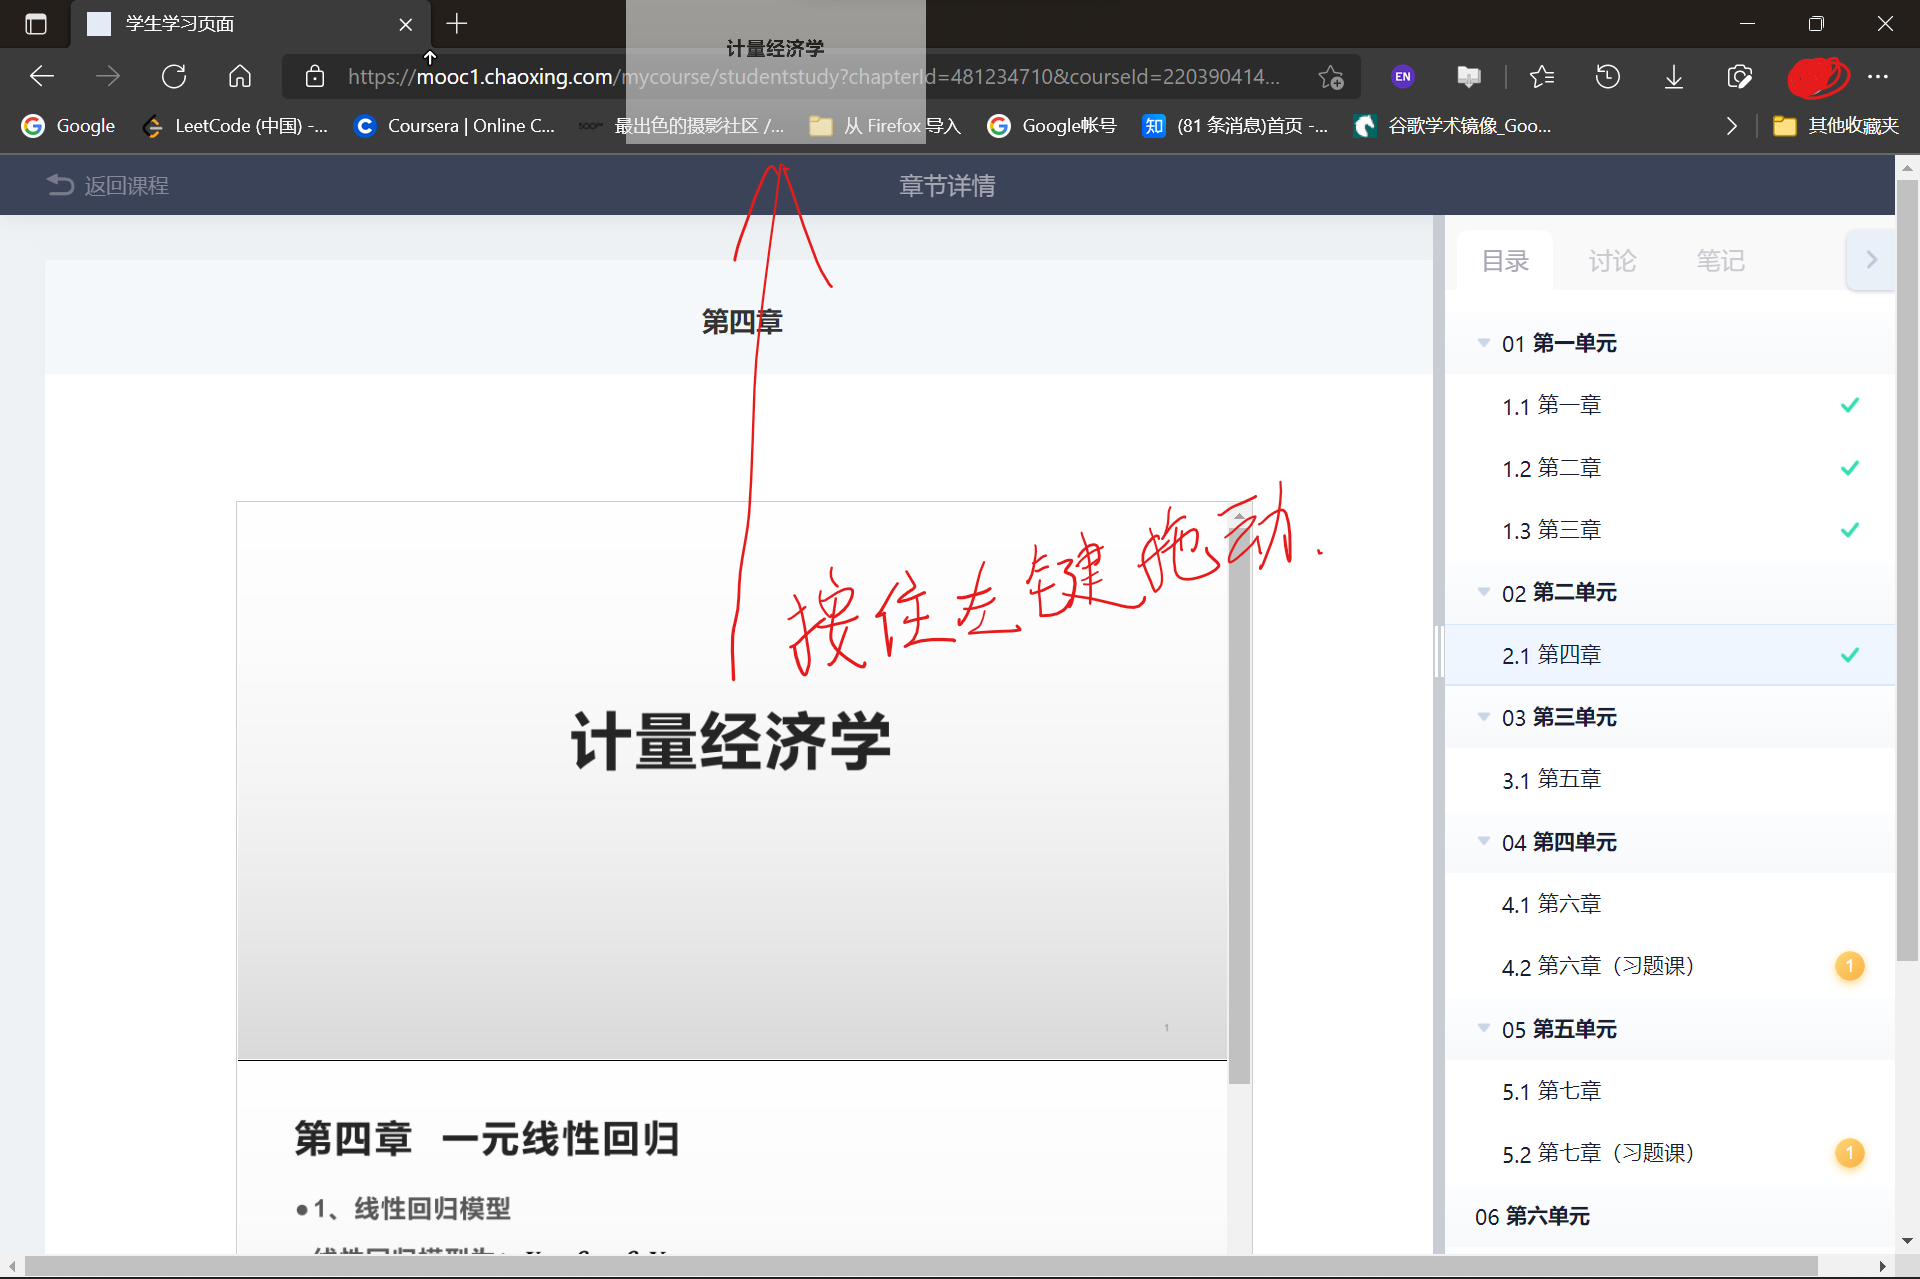 学生学习页面
计量经济学
https://mooc1.chaoxing.com/mycourse/studentstudy?chapterId=481234710&courseId=220390414...
EN
Google
LeetCode (中国) -...
Coursera | Online C...
最出色的摄影社区 /...
从 Firefox 导入
Google帐号
知 (81 条消息)首页 -...
谷歌学术镜像_Goo...
其他收藏夹
返回课程
章节详情
第四章
按住左键拖动.
计量经济学
1
第四章 一元线性回归
●1、线性回归模型
目录
讨论
笔记
01 第一单元
1.1 第一章
1.2 第二章
1.3 第三章
02 第二单元
2.1 第四章
03 第三单元
3.1 第五章
04 第四单元
4.1 第六章
4.2 第六章（习题课）
1
05 第五单元
5.1 第七章
5.2 第七章（习题课）
1
06 第六单元